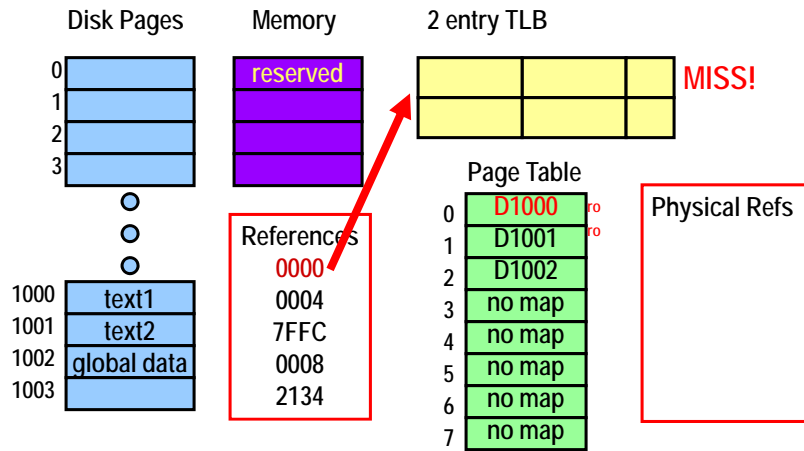 Disk Pages
Memory
2 entry TLB
0
1
2
3
reserved
MISS!
References
0000
0004
7FFC
0008
2134
Page Table
0 D1000 ro
1 D1001 ro
2 D1002
3 no map
4 no map
5 no map
6 no map
7 no map
Physical Refs
1000 text1
1001 text2
1002 global data
1003